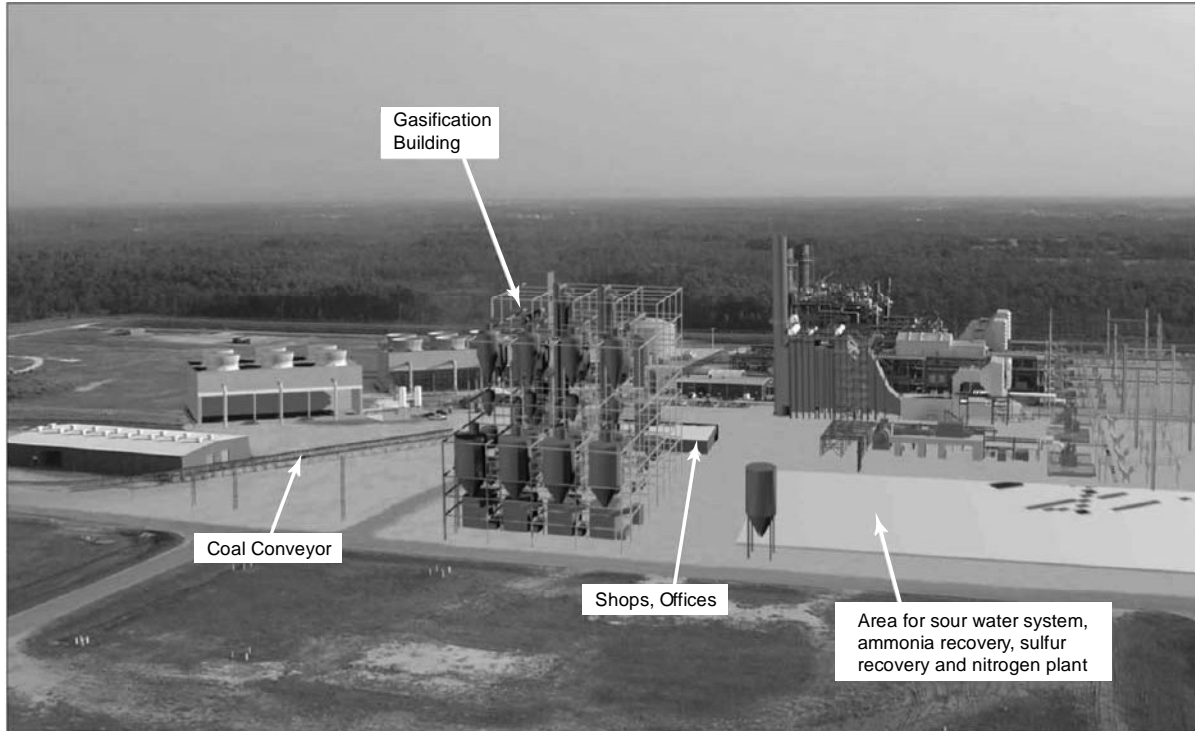 Gasification
Building
Coal Conveyor
Shops, Offices
Area for sour water system,
ammonia recovery, sulfur
recovery and nitrogen plant